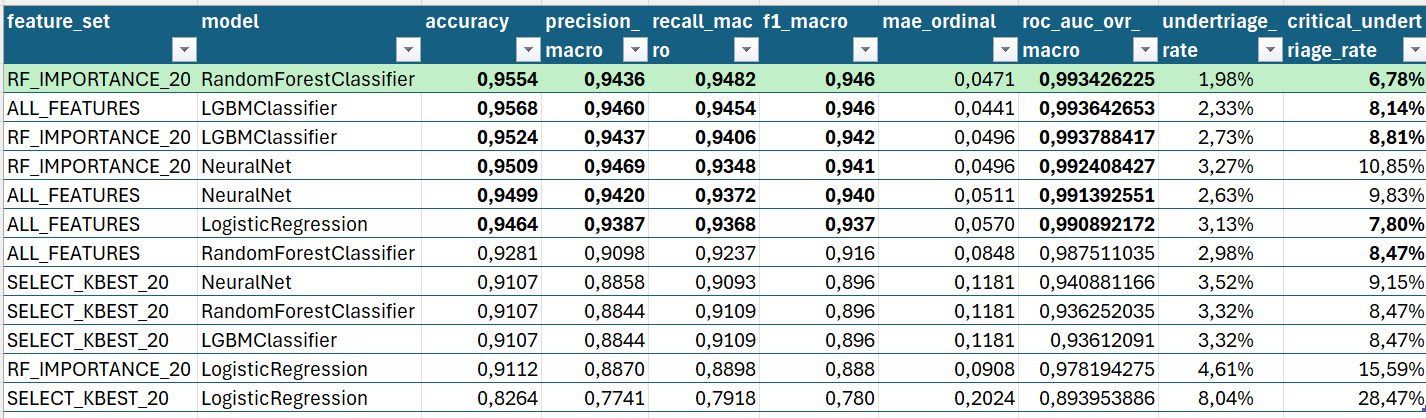 feature_set model accuracy precision_ recall_mac f1_macro mae_ordinal roc_auc_ovr_ undertriage_ critical_undert
macro ro macro rate riage_rate
RF_IMPORTANCE_20 RandomForestClassifier 0,9554 0,9436 0,9482 0,946 0,0471 0,993426225 1,98% 6,78%
ALL_FEATURES LGBMClassifier 0,9568 0,9460 0,9454 0,946 0,0441 0,993642653 2,33% 8,14%
RF_IMPORTANCE_20 LGBMClassifier 0,9524 0,9437 0,9406 0,942 0,0496 0,993788417 2,73% 8,81%
RF_IMPORTANCE_20 NeuralNet 0,9509 0,9469 0,9348 0,941 0,0496 0,992408427 3,27% 10,85%
ALL_FEATURES NeuralNet 0,9499 0,9420 0,9372 0,940 0,0511 0,991392551 2,63% 9,83%
ALL_FEATURES LogisticRegression 0,9464 0,9387 0,9368 0,937 0,0570 0,990892172 3,13% 7,80%
ALL_FEATURES RandomForestClassifier 0,9281 0,9098 0,9237 0,916 0,0848 0,987511035 2,98% 8,47%
SELECT_KBEST_20 NeuralNet 0,9107 0,8858 0,9093 0,896 0,1181 0,940881166 3,52% 9,15%
SELECT_KBEST_20 RandomForestClassifier 0,9107 0,8844 0,9109 0,896 0,1181 0,936252035 3,32% 8,47%
SELECT_KBEST_20 LGBMClassifier 0,9107 0,8844 0,9109 0,896 0,1181 0,93612091 3,32% 8,47%
RF_IMPORTANCE_20 LogisticRegression 0,9112 0,8870 0,8898 0,888 0,0908 0,978194275 4,61% 15,59%
SELECT_KBEST_20 LogisticRegression 0,8264 0,7741 0,7918 0,780 0,2024 0,893953886 8,04% 28,47%